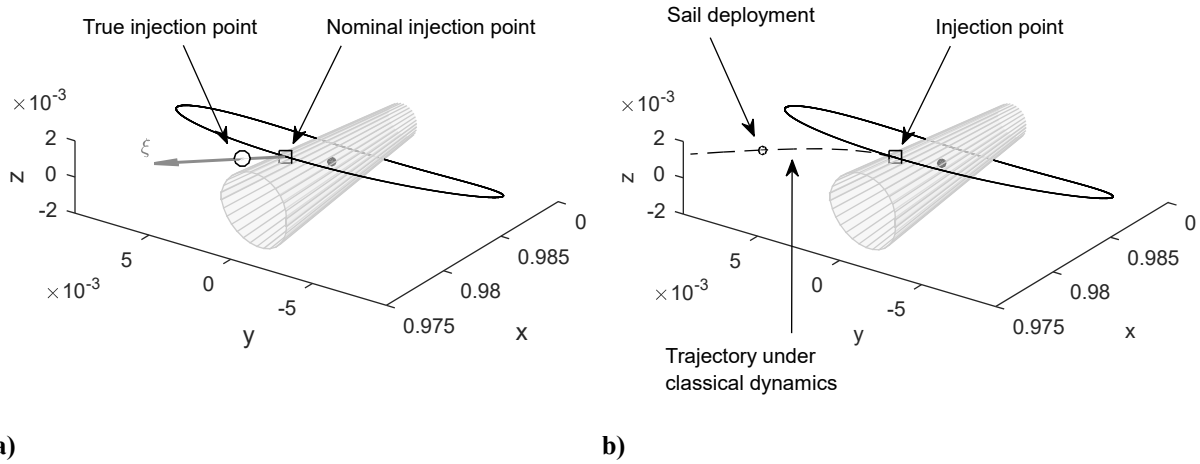 True injection point
Nominal injection point
×10⁻³
2
0
-2
z
ξ
5
0
-5
×10⁻³
y
0.975
0.98
0.985
0
x
a)
Sail deployment
Injection point
×10⁻³
2
0
-2
z
5
0
-5
×10⁻³
y
0.975
0.98
0.985
0
x
Trajectory under
classical dynamics
b)